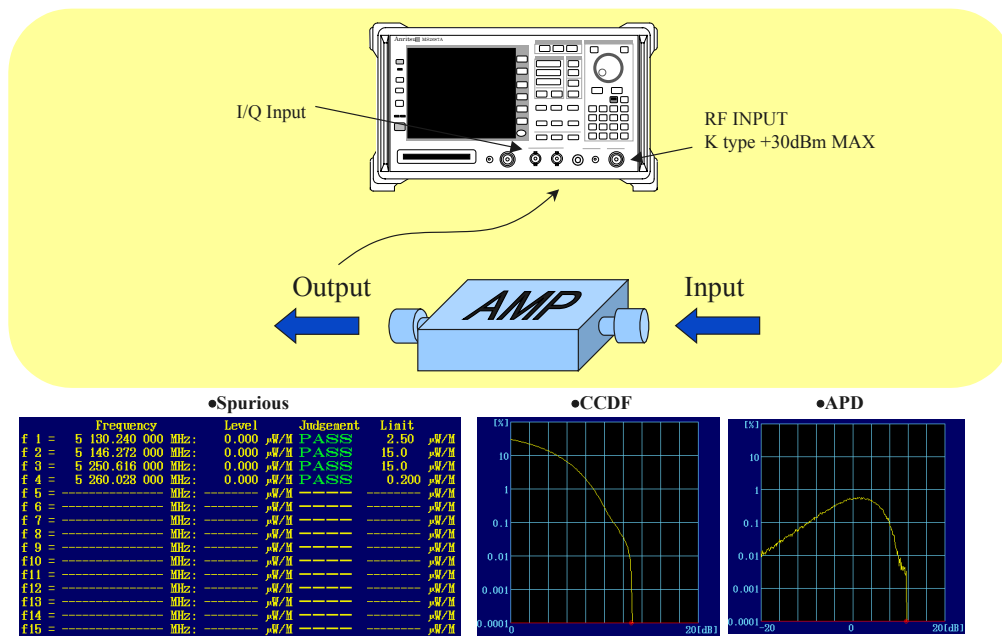 Anritsu MS2687A
I/Q Input
RF INPUT
K type +30dBm MAX
Output
AMP
Input
●Spurious
Frequency Level Judgement Limit
f 1 = 5 130.240 000 MHz: 0.000 μW/M PASS 2.50 μW/M
f 2 = 5 146.272 000 MHz: 0.000 μW/M PASS 15.0 μW/M
f 3 = 5 250.616 000 MHz: 0.000 μW/M PASS 15.0 μW/M
f 4 = 5 260.028 000 MHz: 0.000 μW/M PASS 0.200 μW/M
f 5 = --------------- MHz: ------- μW/M ---- ------- μW/M
f 6 = --------------- MHz: ------- μW/M ---- ------- μW/M
f 7 = --------------- MHz: ------- μW/M ---- ------- μW/M
f 8 = --------------- MHz: ------- μW/M ---- ------- μW/M
f 9 = --------------- MHz: ------- μW/M ---- ------- μW/M
f10 = --------------- MHz: ------- μW/M ---- ------- μW/M
f11 = --------------- MHz: ------- μW/M ---- ------- μW/M
f12 = --------------- MHz: ------- μW/M ---- ------- μW/M
f13 = --------------- MHz: ------- μW/M ---- ------- μW/M
f14 = --------------- MHz: ------- μW/M ---- ------- μW/M
f15 = --------------- MHz: ------- μW/M ---- ------- μW/M
●CCDF
[%]
10
1
0.1
0.01
0.001
0.0001
0 20[dB]
●APD
[%]
10
1
0.1
0.01
0.001
0.0001
-20 0 20[dB]